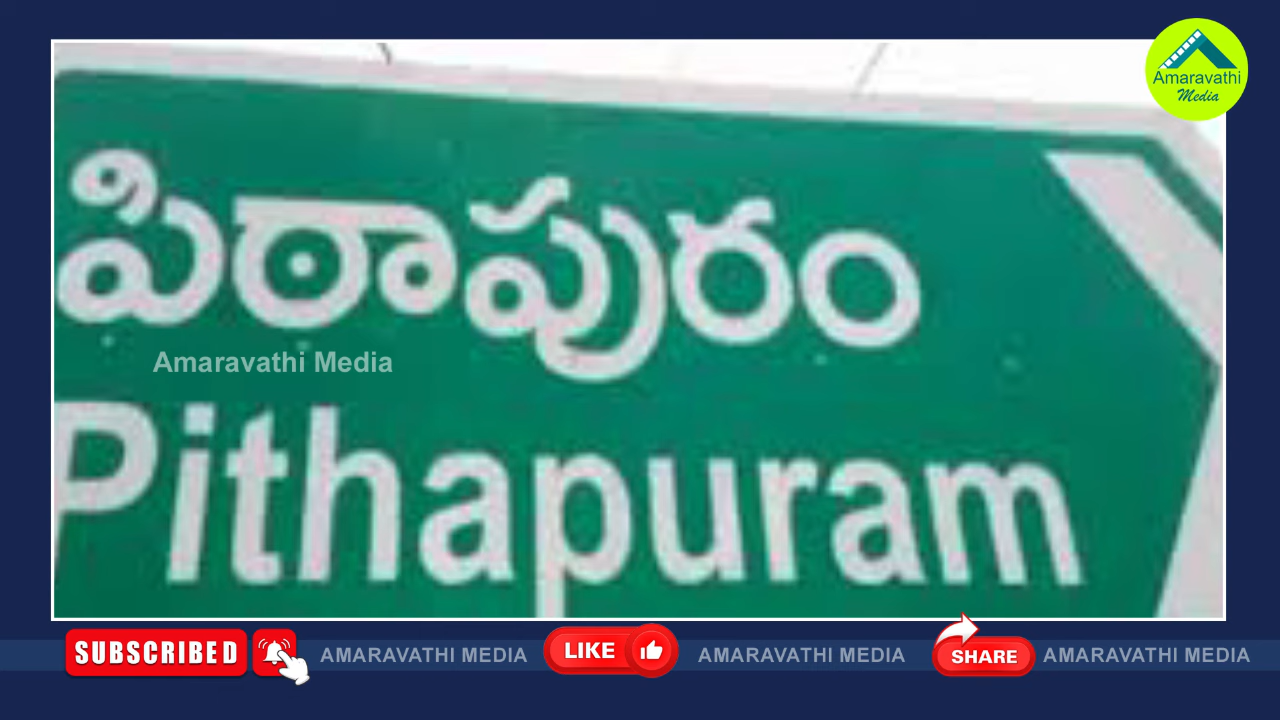 Amaravathi
Media
పిఠాపురం
Amaravathi Media
Pithapuram
SUBSCRIBED AMARAVATHI MEDIA LIKE AMARAVATHI MEDIA SHARE AMARAVATHI MEDIA